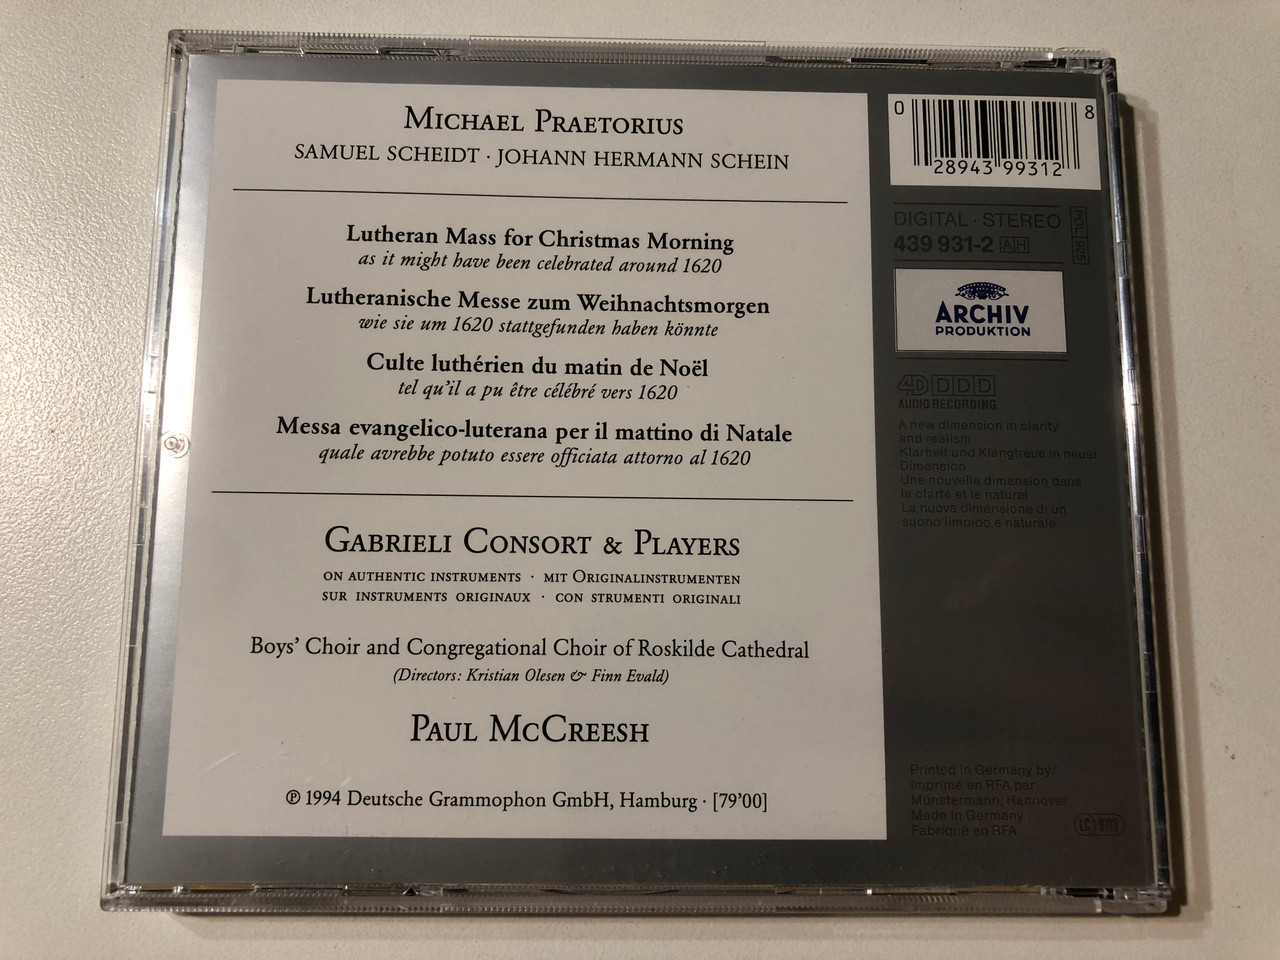 MICHAEL PRAETORIUS
SAMUEL SCHEIDT · JOHANN HERMANN SCHEIN
Lutheran Mass for Christmas Morning
as it might have been celebrated around 1620
Lutheranische Messe zum Weihnachtsmorgen
wie sie um 1620 stattgefunden haben könnte
Culte luthérien du matin de Noël
tel qu'il a pu être célébré vers 1620
Messa evangelico-luterana per il mattino di Natale
quale avrebbe potuto essere officiata attorno al 1620
GABRIELI CONSORT & PLAYERS
ON AUTHENTIC INSTRUMENTS · MIT ORIGINALINSTRUMENTEN
SUR INSTRUMENTS ORIGINAUX · CON STRUMENTI ORIGINALI
Boys' Choir and Congregational Choir of Roskilde Cathedral
(Directors: Kristian Olesen & Finn Evald)
PAUL MCCREESH
℗ 1994 Deutsche Grammophon GmbH, Hamburg · [79'00]
0 28943 99312 8
DIGITAL · STEREO
439 931-2 AH
POL 925
ARCHIV
PRODUKTION
4D DDD
AUDIO RECORDING
A new dimension in clarity
and realism
Klarheit und Klangtreue in neuer
Dimension
Une nouvelle dimension dans
la clarté et le naturel
La nuova dimensione di un
suono limpido e naturale
Printed in Germany by/
Imprimé en RFA par
Münstermann, Hannover
Made in Germany
Fabriqué en RFA
LC 0113